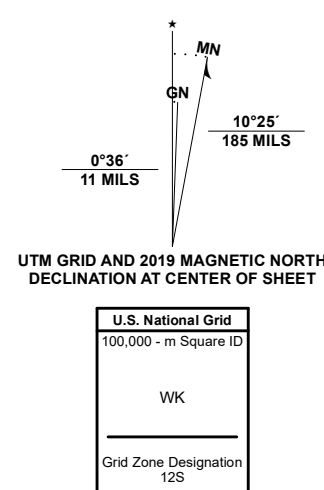 ★
MN
GN
10°25´
185 MILS
0°36´
11 MILS
UTM GRID AND 2019 MAGNETIC NORTH
DECLINATION AT CENTER OF SHEET
U.S. National Grid
100,000 - m Square ID
WK
Grid Zone Designation
12S